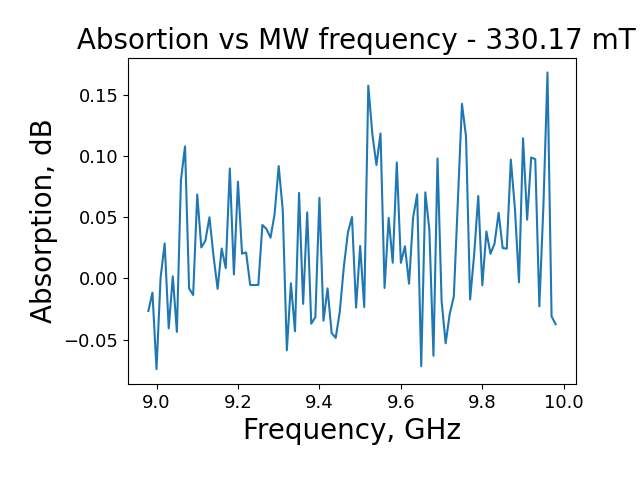 Absortion vs MW frequency - 330.17 mT
Absorption, dB
0.15
0.10
0.05
0.00
−0.05
9.0 9.2 9.4 9.6 9.8 10.0
Frequency, GHz